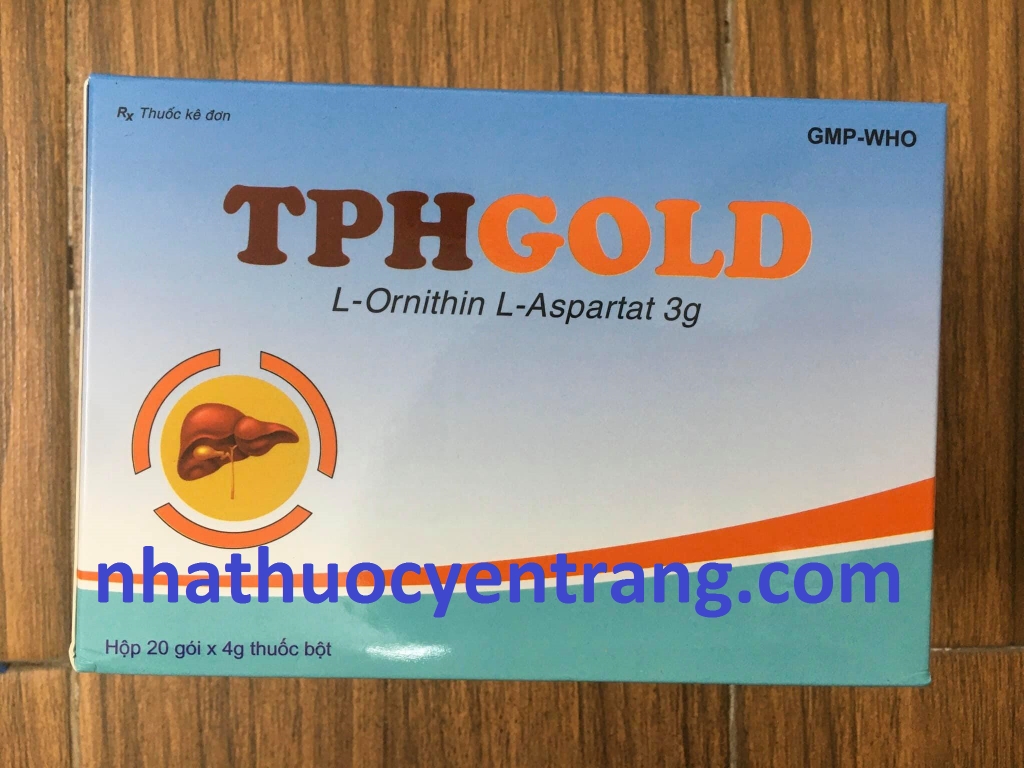 Rx Thuốc kê đơn
GMP-WHO
TPHGOLD
L-Ornithin L-Aspartat 3g
nhathuocyentrang.com
Hộp 20 gói x 4g thuốc bột